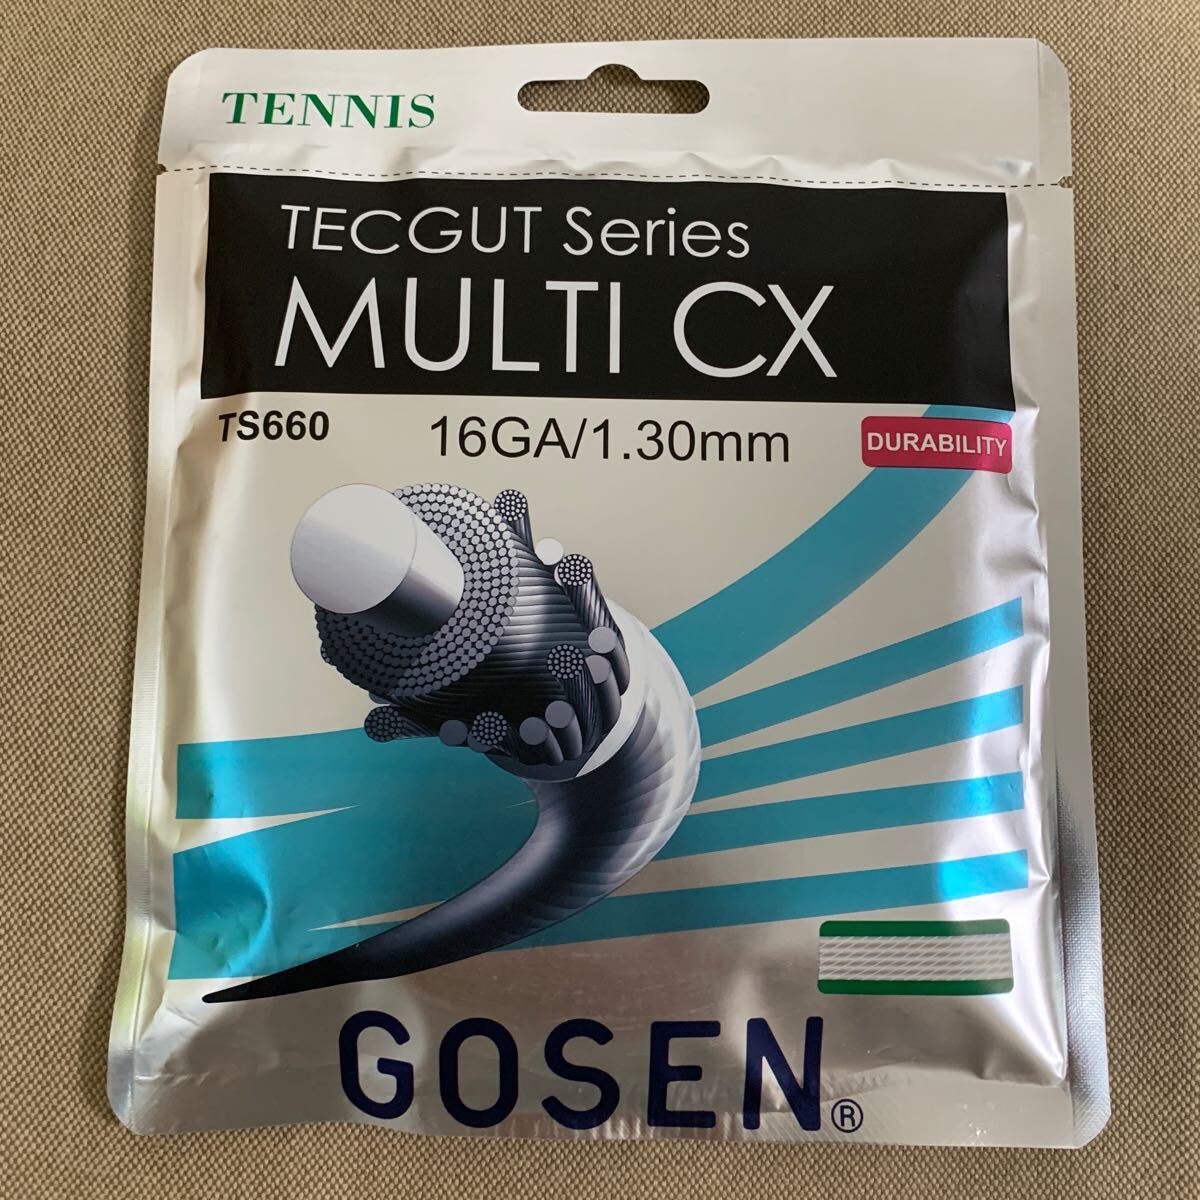 TENNIS
TECGUT Series
MULTI CX
TS660
16GA/1.30mm
DURABILITY
GOSEN®